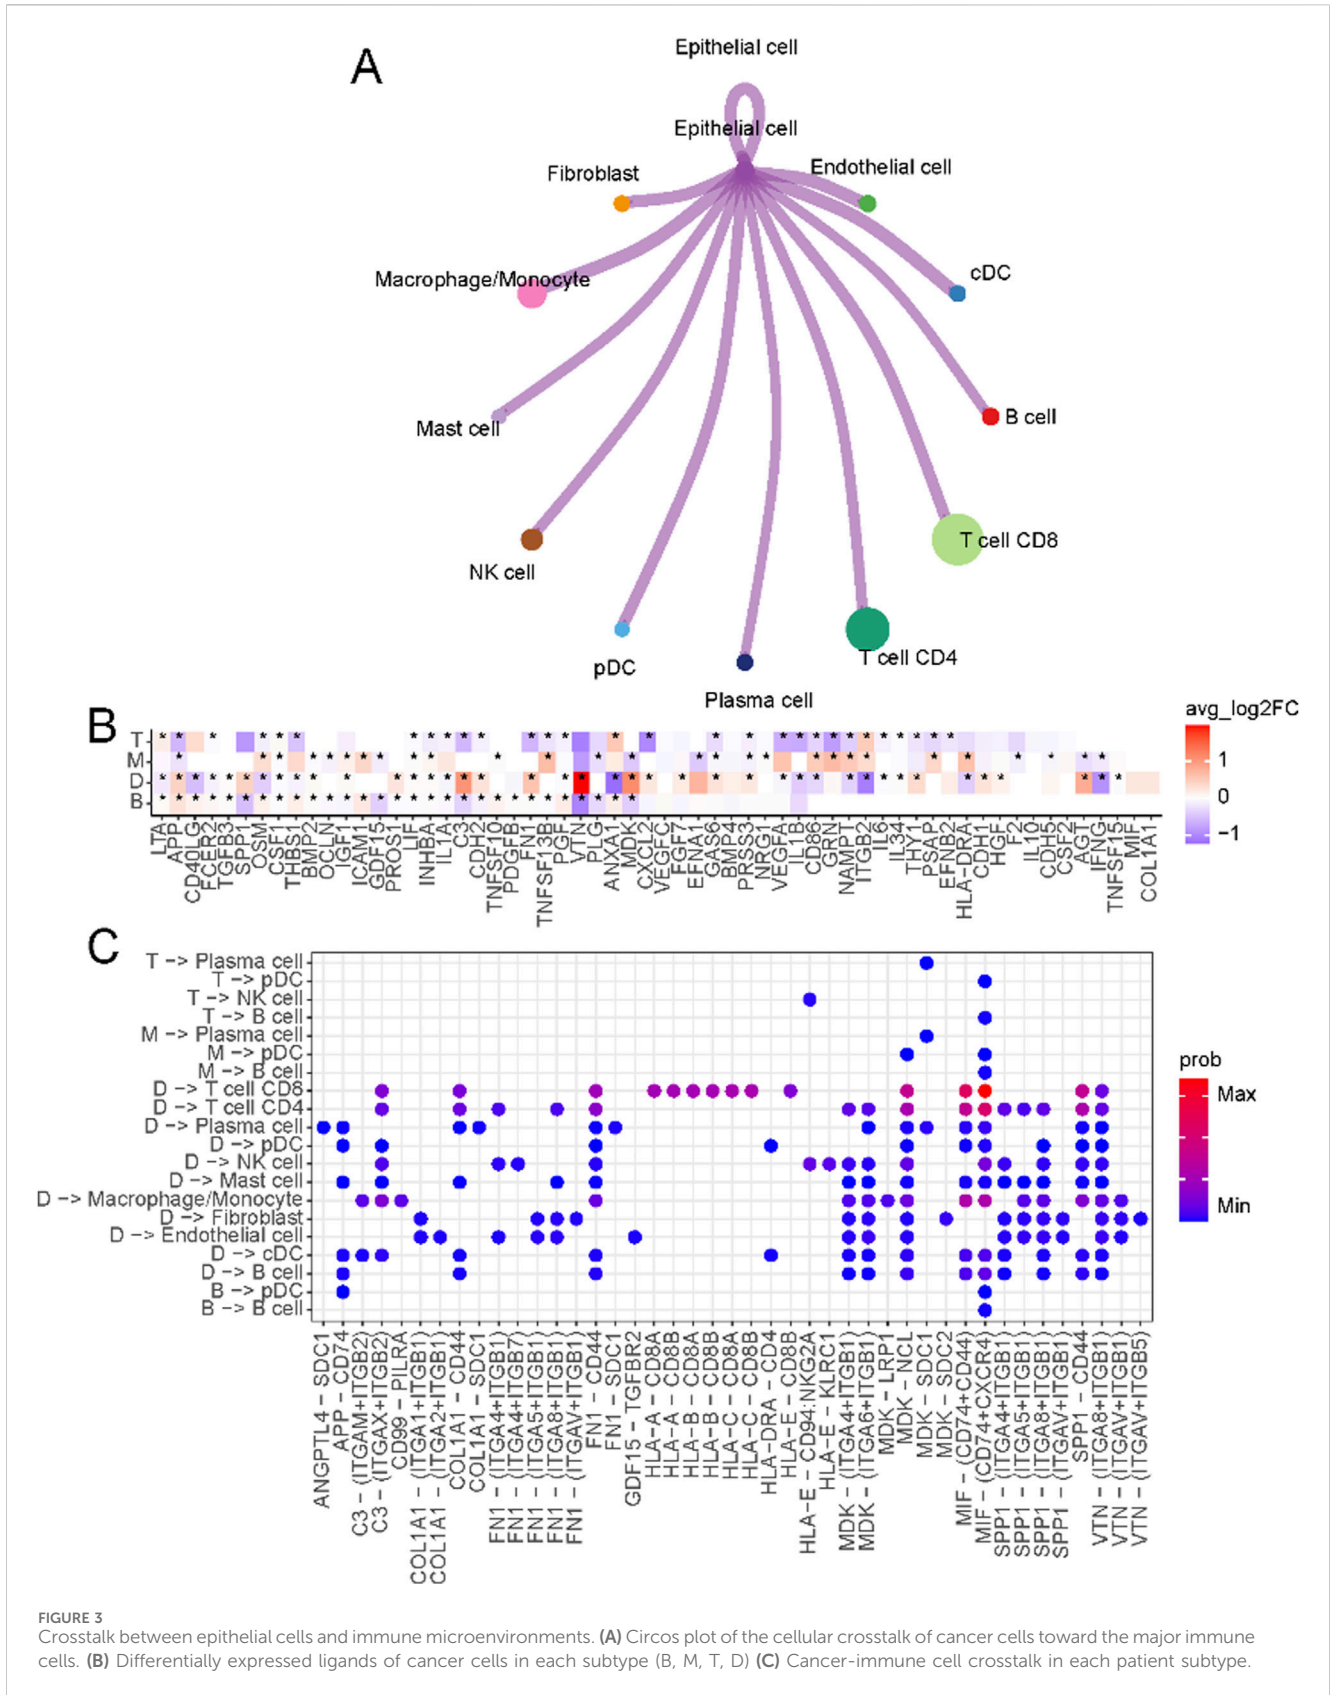 A
Epithelial cell
Epithelial cell
Fibroblast
Endothelial cell
Macrophage/Monocyte
cDC
Mast cell
B cell
NK cell
T cell CD8
pDC
T cell CD4
Plasma cell
B
avg_log2FC
1
0
−1
T
M
D
B
LTA
APP
CD40LG
FCER2
TGFB3
SPP1
OSM
CSF1
THBS1
BMP2
OCLN
IGF1
ICAM1
GDF15
PROS1
LIF
INHBA
IL1A
C3
CDH2
TNFSF10
PDGFB
FN1
TNFSF13B
PGF
VTN
PLG
ANXA1
MDK
CXCL2
VEGFC
FGF7
EFNA1
GAS6
BMP4
PRSS3
NRG1
VEGFA
IL1B
CD86
GRN
NAMPT
ITGB2
IL6
IL34
THY1
PSAP
EFNB2
HLA−DRA
CDH1
HGF
F2
IL10
CDH5
CSF2
AGT
IFNG
TNFSF15
MIF
COL1A1
C
T −> Plasma cell
T −> pDC
T −> NK cell
T −> B cell
M −> Plasma cell
M −> pDC
M −> B cell
D −> T cell CD8
D −> T cell CD4
D −> Plasma cell
D −> pDC
D −> NK cell
D −> Mast cell
D −> Macrophage/Monocyte
D −> Fibroblast
D −> Endothelial cell
D −> cDC
D −> B cell
B −> pDC
B −> B cell
prob
Max
Min
ANGPTL4 − SDC1
APP − CD74
C3 − (ITGAM+ITGB2)
C3 − (ITGAX+ITGB2)
CD99 − PILRA
COL1A1 − (ITGA1+ITGB1)
COL1A1 − (ITGA2+ITGB1)
COL1A1 − CD44
COL1A1 − SDC1
FN1 − (ITGA4+ITGB1)
FN1 − (ITGA4+ITGB7)
FN1 − (ITGA5+ITGB1)
FN1 − (ITGA8+ITGB1)
FN1 − (ITGAV+ITGB1)
FN1 − CD44
FN1 − SDC1
GDF15 − TGFBR2
HLA−A − CD8A
HLA−A − CD8B
HLA−B − CD8A
HLA−B − CD8B
HLA−C − CD8A
HLA−C − CD8B
HLA−DRA − CD4
HLA−E − CD8B
HLA−E − CD94:NKG2A
HLA−E − KLRC1
MDK − (ITGA4+ITGB1)
MDK − (ITGA6+ITGB1)
MDK − LRP1
MDK − NCL
MDK − SDC1
MDK − SDC2
MIF − (CD74+CD44)
MIF − (CD74+CXCR4)
SPP1 − (ITGA4+ITGB1)
SPP1 − (ITGA5+ITGB1)
SPP1 − (ITGA8+ITGB1)
SPP1 − (ITGAV+ITGB1)
SPP1 − CD44
VTN − (ITGA8+ITGB1)
VTN − (ITGAV+ITGB1)
VTN − (ITGAV+ITGB5)
FIGURE 3
Crosstalk between epithelial cells and immune microenvironments. (A) Circos plot of the cellular crosstalk of cancer cells toward the major immune
cells. (B) Differentially expressed ligands of cancer cells in each subtype (B, M, T, D) (C) Cancer-immune cell crosstalk in each patient subtype.